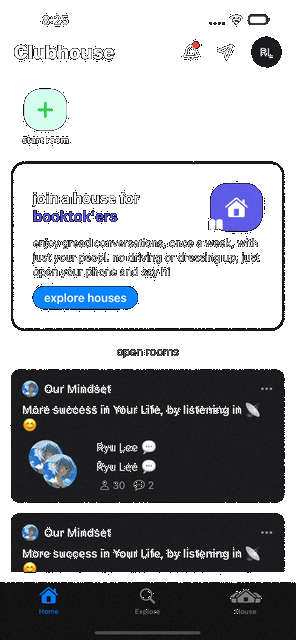 8:25
Clubhouse
RL
Start room
join a house for
booktok'ers
enjoy great conversations, once a week, with
just your people. no driving or dressing up, just
open your phone and say hi
explore houses
open rooms
Our Mindset
More success in Your Life, by listening in 📡
😊
Ryu Lee 💬
Ryu Lee 💬
30 2
Our Mindset
More success in Your Life, by listening in 📡
Home Explore House